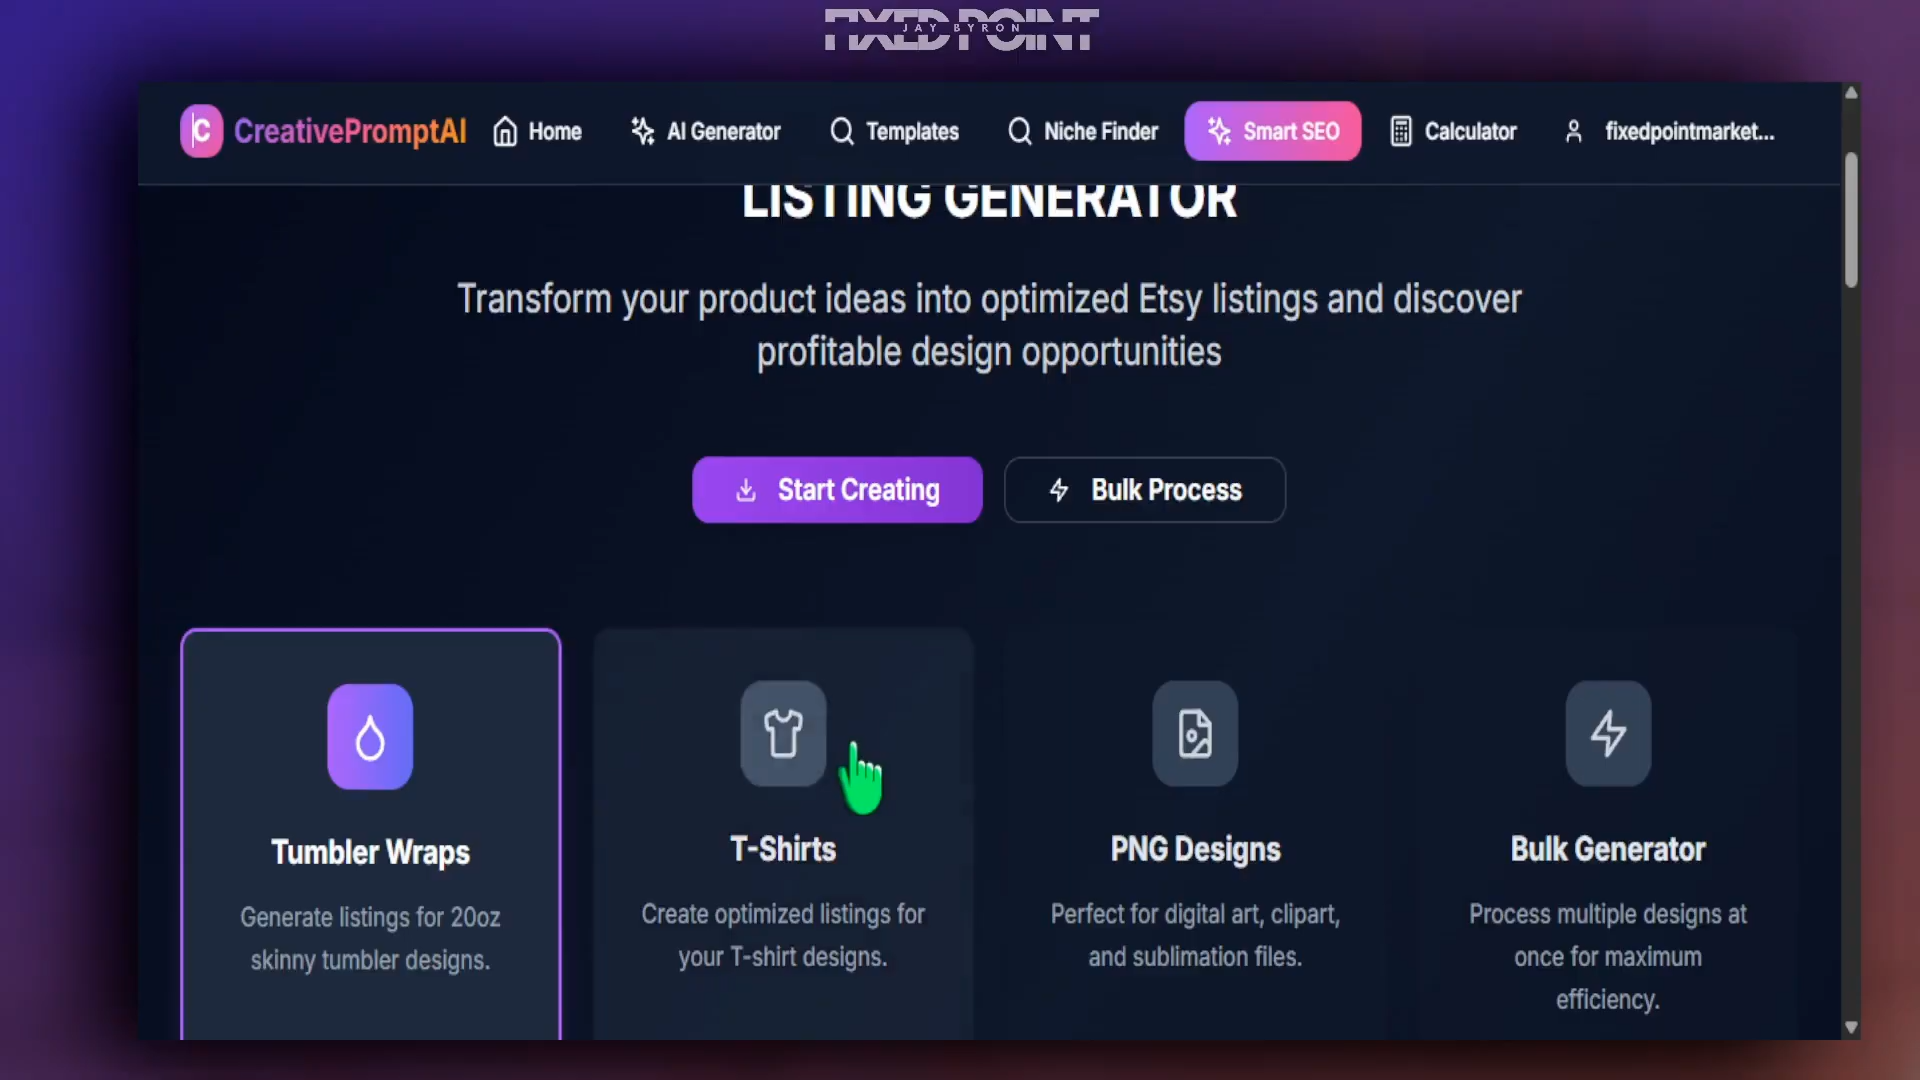 FIXED POINT
JAY BYRON
C CreativePromptAI Home AI Generator Templates Niche Finder Smart SEO Calculator fixedpointmarket...
LISTING GENERATOR
Transform your product ideas into optimized Etsy listings and discover
profitable design opportunities
Start Creating Bulk Process
Tumbler Wraps
Generate listings for 20oz
skinny tumbler designs.
T-Shirts
Create optimized listings for
your T-shirt designs.
PNG Designs
Perfect for digital art, clipart,
and sublimation files.
Bulk Generator
Process multiple designs at
once for maximum
efficiency.